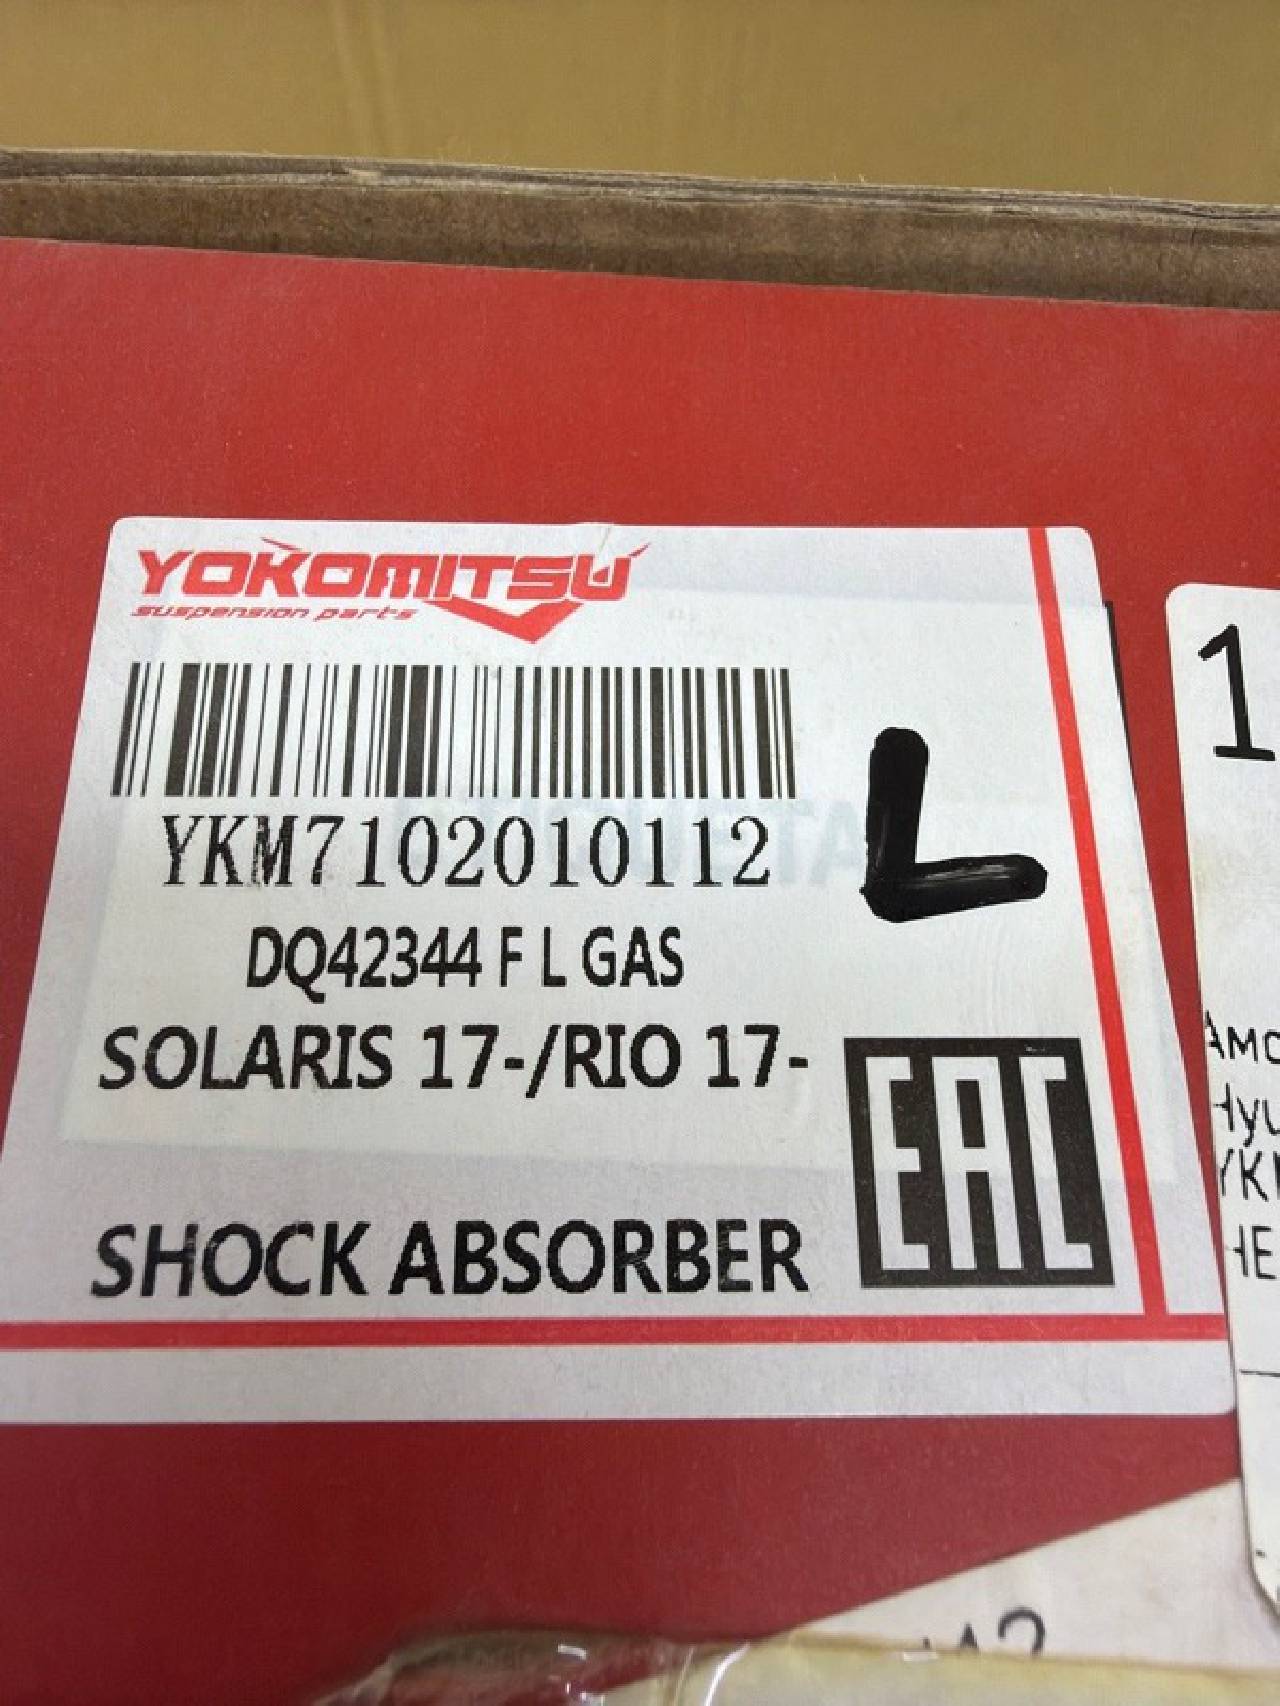 YOKOMITSU
suspension parts
YKM7102010112
L
DQ42344 F L GAS
SOLARIS 17-/RIO 17-
EAC
SHOCK ABSORBER
1